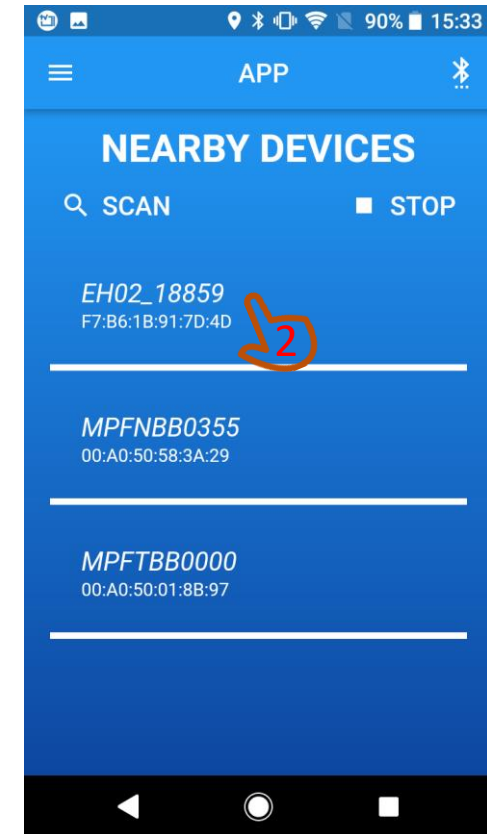 90% 15:33
APP
NEARBY DEVICES
SCAN STOP
EH02_18859
F7:B6:1B:91:7D:4D
2
MPFNBB0355
00:A0:50:58:3A:29
MPFTBB0000
00:A0:50:01:8B:97